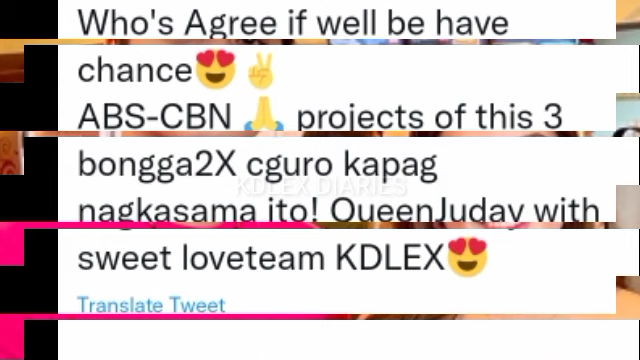 Who's Agree if well be have
chance😍✌
ABS-CBN 🙏 projects of this 3
bongga2X cguro kapag
KDLEX DIARIES
nagkasama ito! QueenJuday with
sweet loveteam KDLEX😍
Translate Tweet